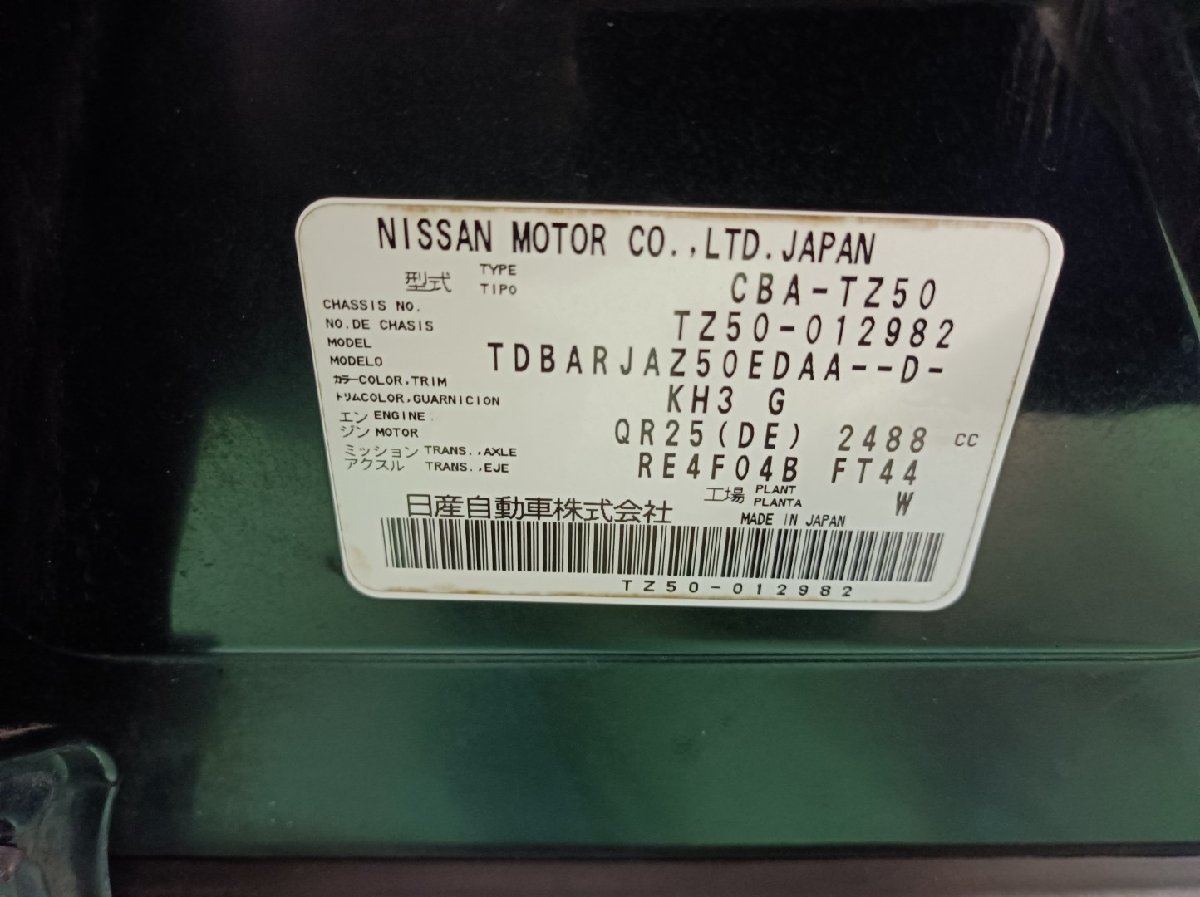 NISSAN MOTOR CO.,LTD.JAPAN
型式 TYPE TIPO CBA-TZ50
CHASSIS NO.
NO.DE CHASIS TZ50-012982
MODEL
MODELO TDBARJAZ50EDAA--D-
カラー COLOR,TRIM
トリム COLOR,GUARNICION KH3 G
エン ENGINE
ジン MOTOR QR25(DE) 2488 CC
ミッション TRANS.,AXLE
アクスル TRANS.,EJE RE4F04B FT44
工場 PLANT PLANTA W
日産自動車株式会社 MADE IN JAPAN
TZ50-012982